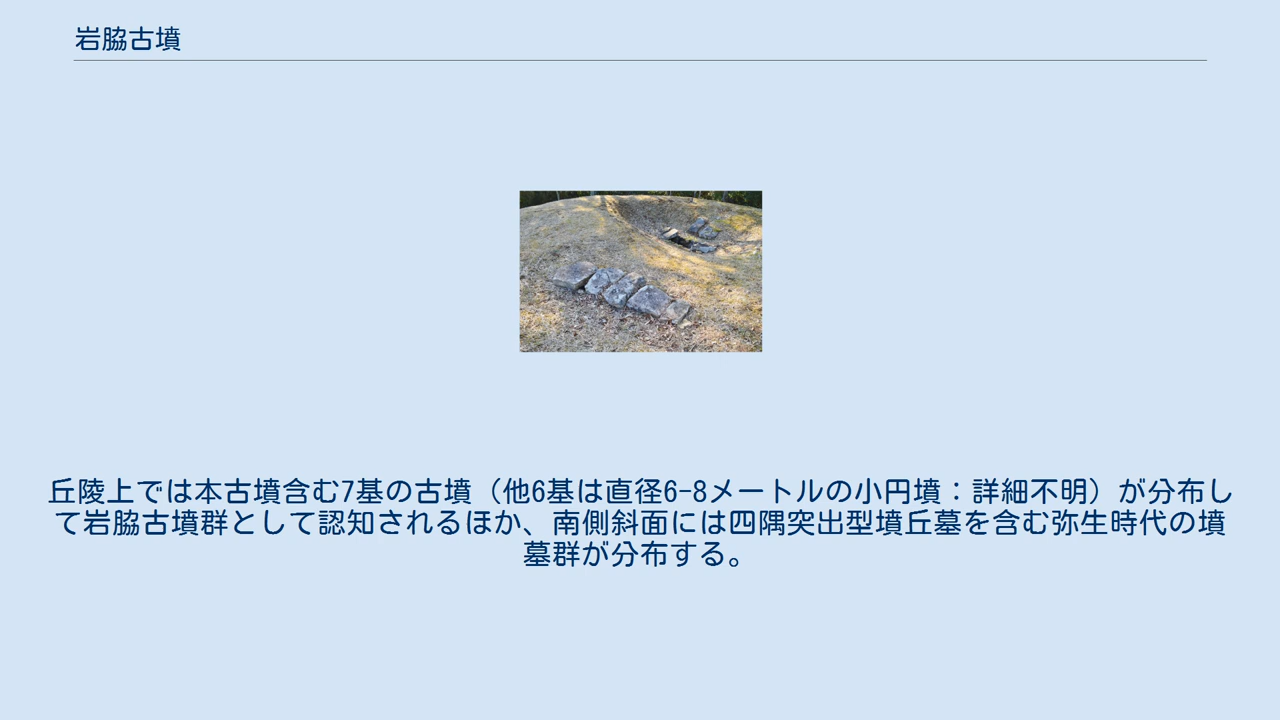 岩脇古墳
丘陵上では本古墳含む7基の古墳（他6基は直径6-8メートルの小円墳：詳細不明）が分布し
て岩脇古墳群として認知されるほか、南側斜面には四隅突出型墳丘墓を含む弥生時代の墳
墓群が分布する。